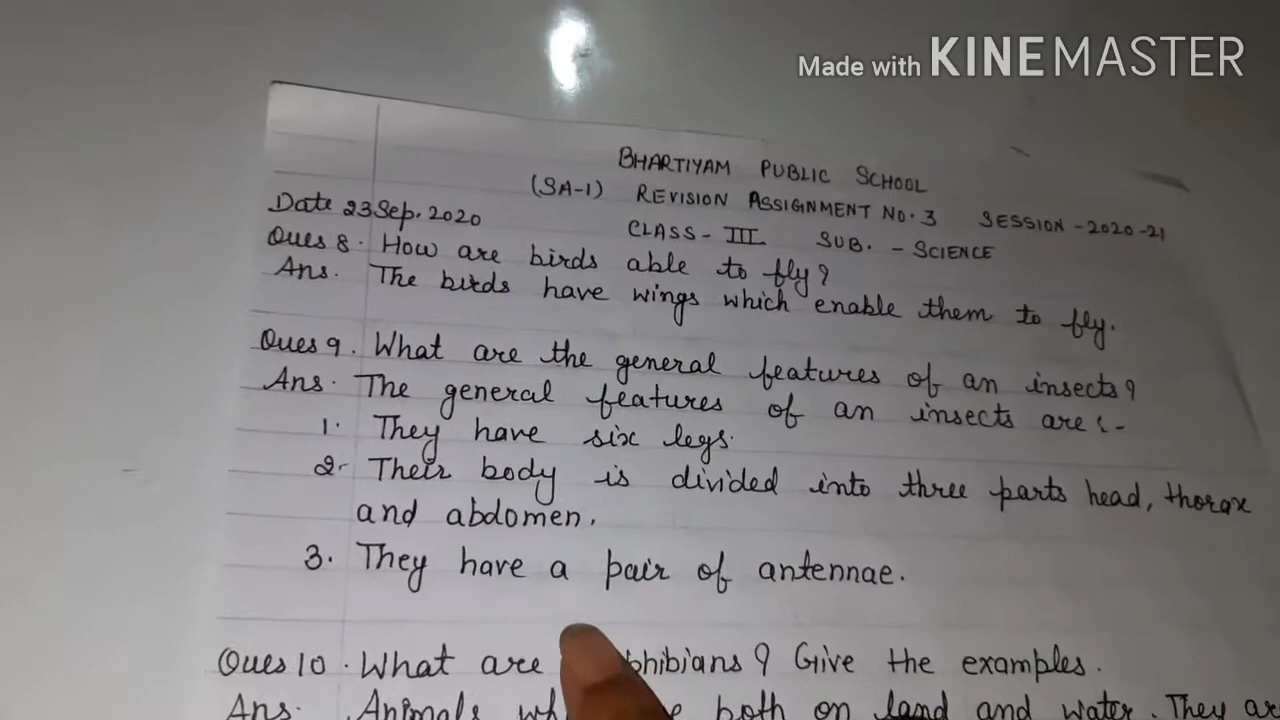 Made with KINEMASTER
BHARTIYAM PUBLIC SCHOOL
(SA-1) REVISION ASSIGNMENT NO. 3 SESSION - 2020-21
Date 23 Sep. 2020 CLASS - III SUB. - SCIENCE
Ques 8. How are birds able to fly?
Ans. The birds have wings which enable them to fly.
Ques 9. What are the general features of an insects?
Ans. The general features of an insects are :-
1. They have six legs.
2. Their body is divided into three parts head, thorax
and abdomen.
3. They have a pair of antennae.
Ques 10. What are phibians? Give the examples.
Ans. Animals both on land and water. They